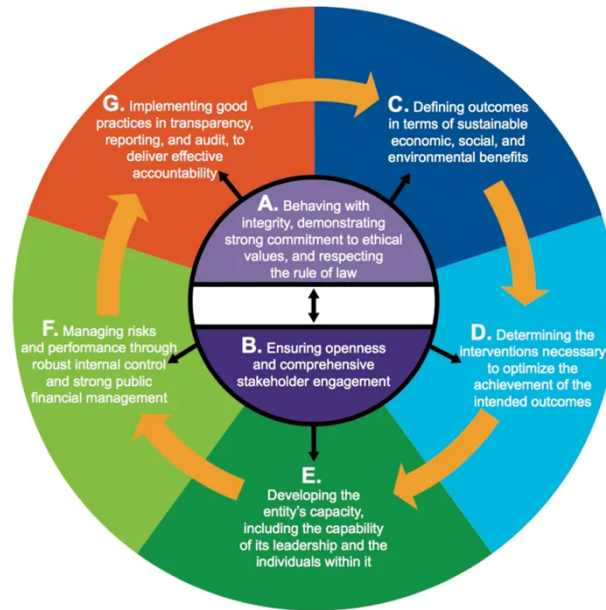 A. Behaving with
integrity, demonstrating
strong commitment to ethical
values, and respecting
the rule of law
B. Ensuring openness
and comprehensive
stakeholder engagement
C. Defining outcomes
in terms of sustainable
economic, social, and
environmental benefits
D. Determining the
interventions necessary
to optimize the
achievement of the
intended outcomes
E.
Developing the
entity's capacity,
including the capability
of its leadership and the
individuals within it
F. Managing risks
and performance through
robust internal control
and strong public
financial management
G. Implementing good
practices in transparency,
reporting, and audit, to
deliver effective
accountability